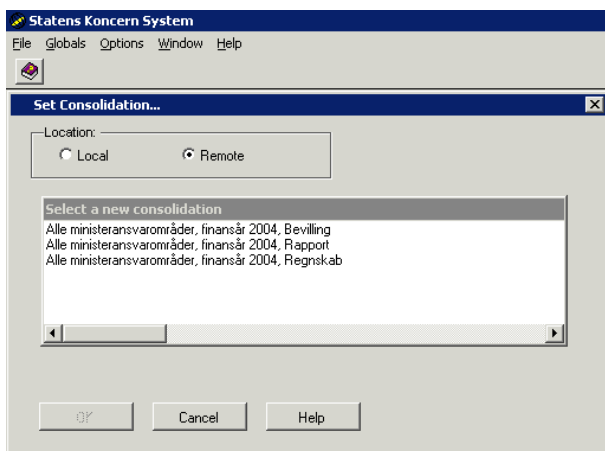 Statens Koncern System
File Globals Options Window Help
Set Consolidation...
Location:
Local Remote
Select a new consolidation
Alle ministeransvarområder, finansår 2004, Bevilling
Alle ministeransvarområder, finansår 2004, Rapport
Alle ministeransvarområder, finansår 2004, Regnskab
OK Cancel Help